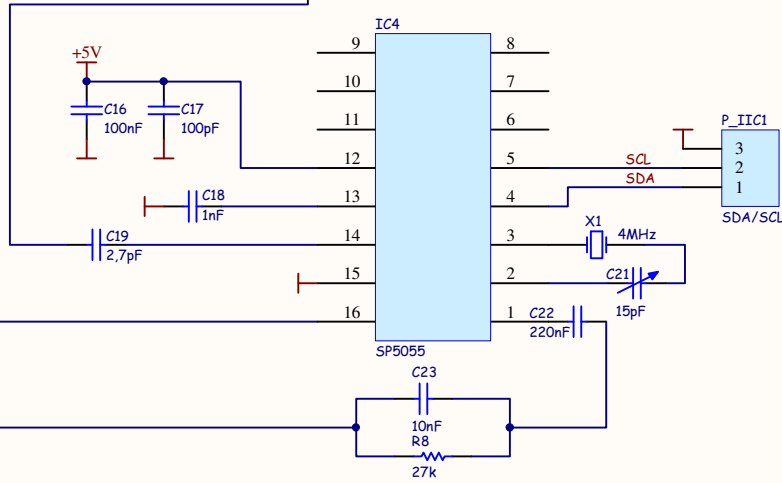 IC4
+5V
9
8
10
7
C16
C17
100nF
100pF
11
6
P_IIC1
3
12
5
SCL
2
SDA
1
C18
1nF
13
4
SDA/SCL
X1
C19
2,7pF
14
3
4MHz
15
2
C21
16
1
C22
15pF
220nF
SP5055
C23
10nF
R8
27k